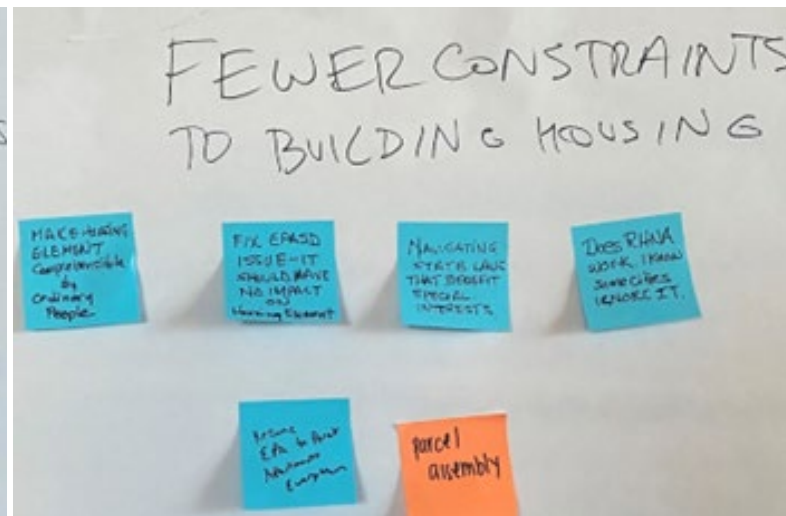 FEWER CONSTRAINTS
TO BUILDING HOUSING
MAKE HOUSING
ELEMENT
Comprehensible
by
Ordinary
People
FIX EPASD
ISSUE-IT
SHOULD HAVE
NO IMPACT
ON
Housing Element
NAVIGATING
STATE LAWS
THAT BENEFIT
SPECIAL
INTERESTS
Does RHNA
WORK. I KNOW
some cities
IGNORE IT.
EPA to
parcel
assembly